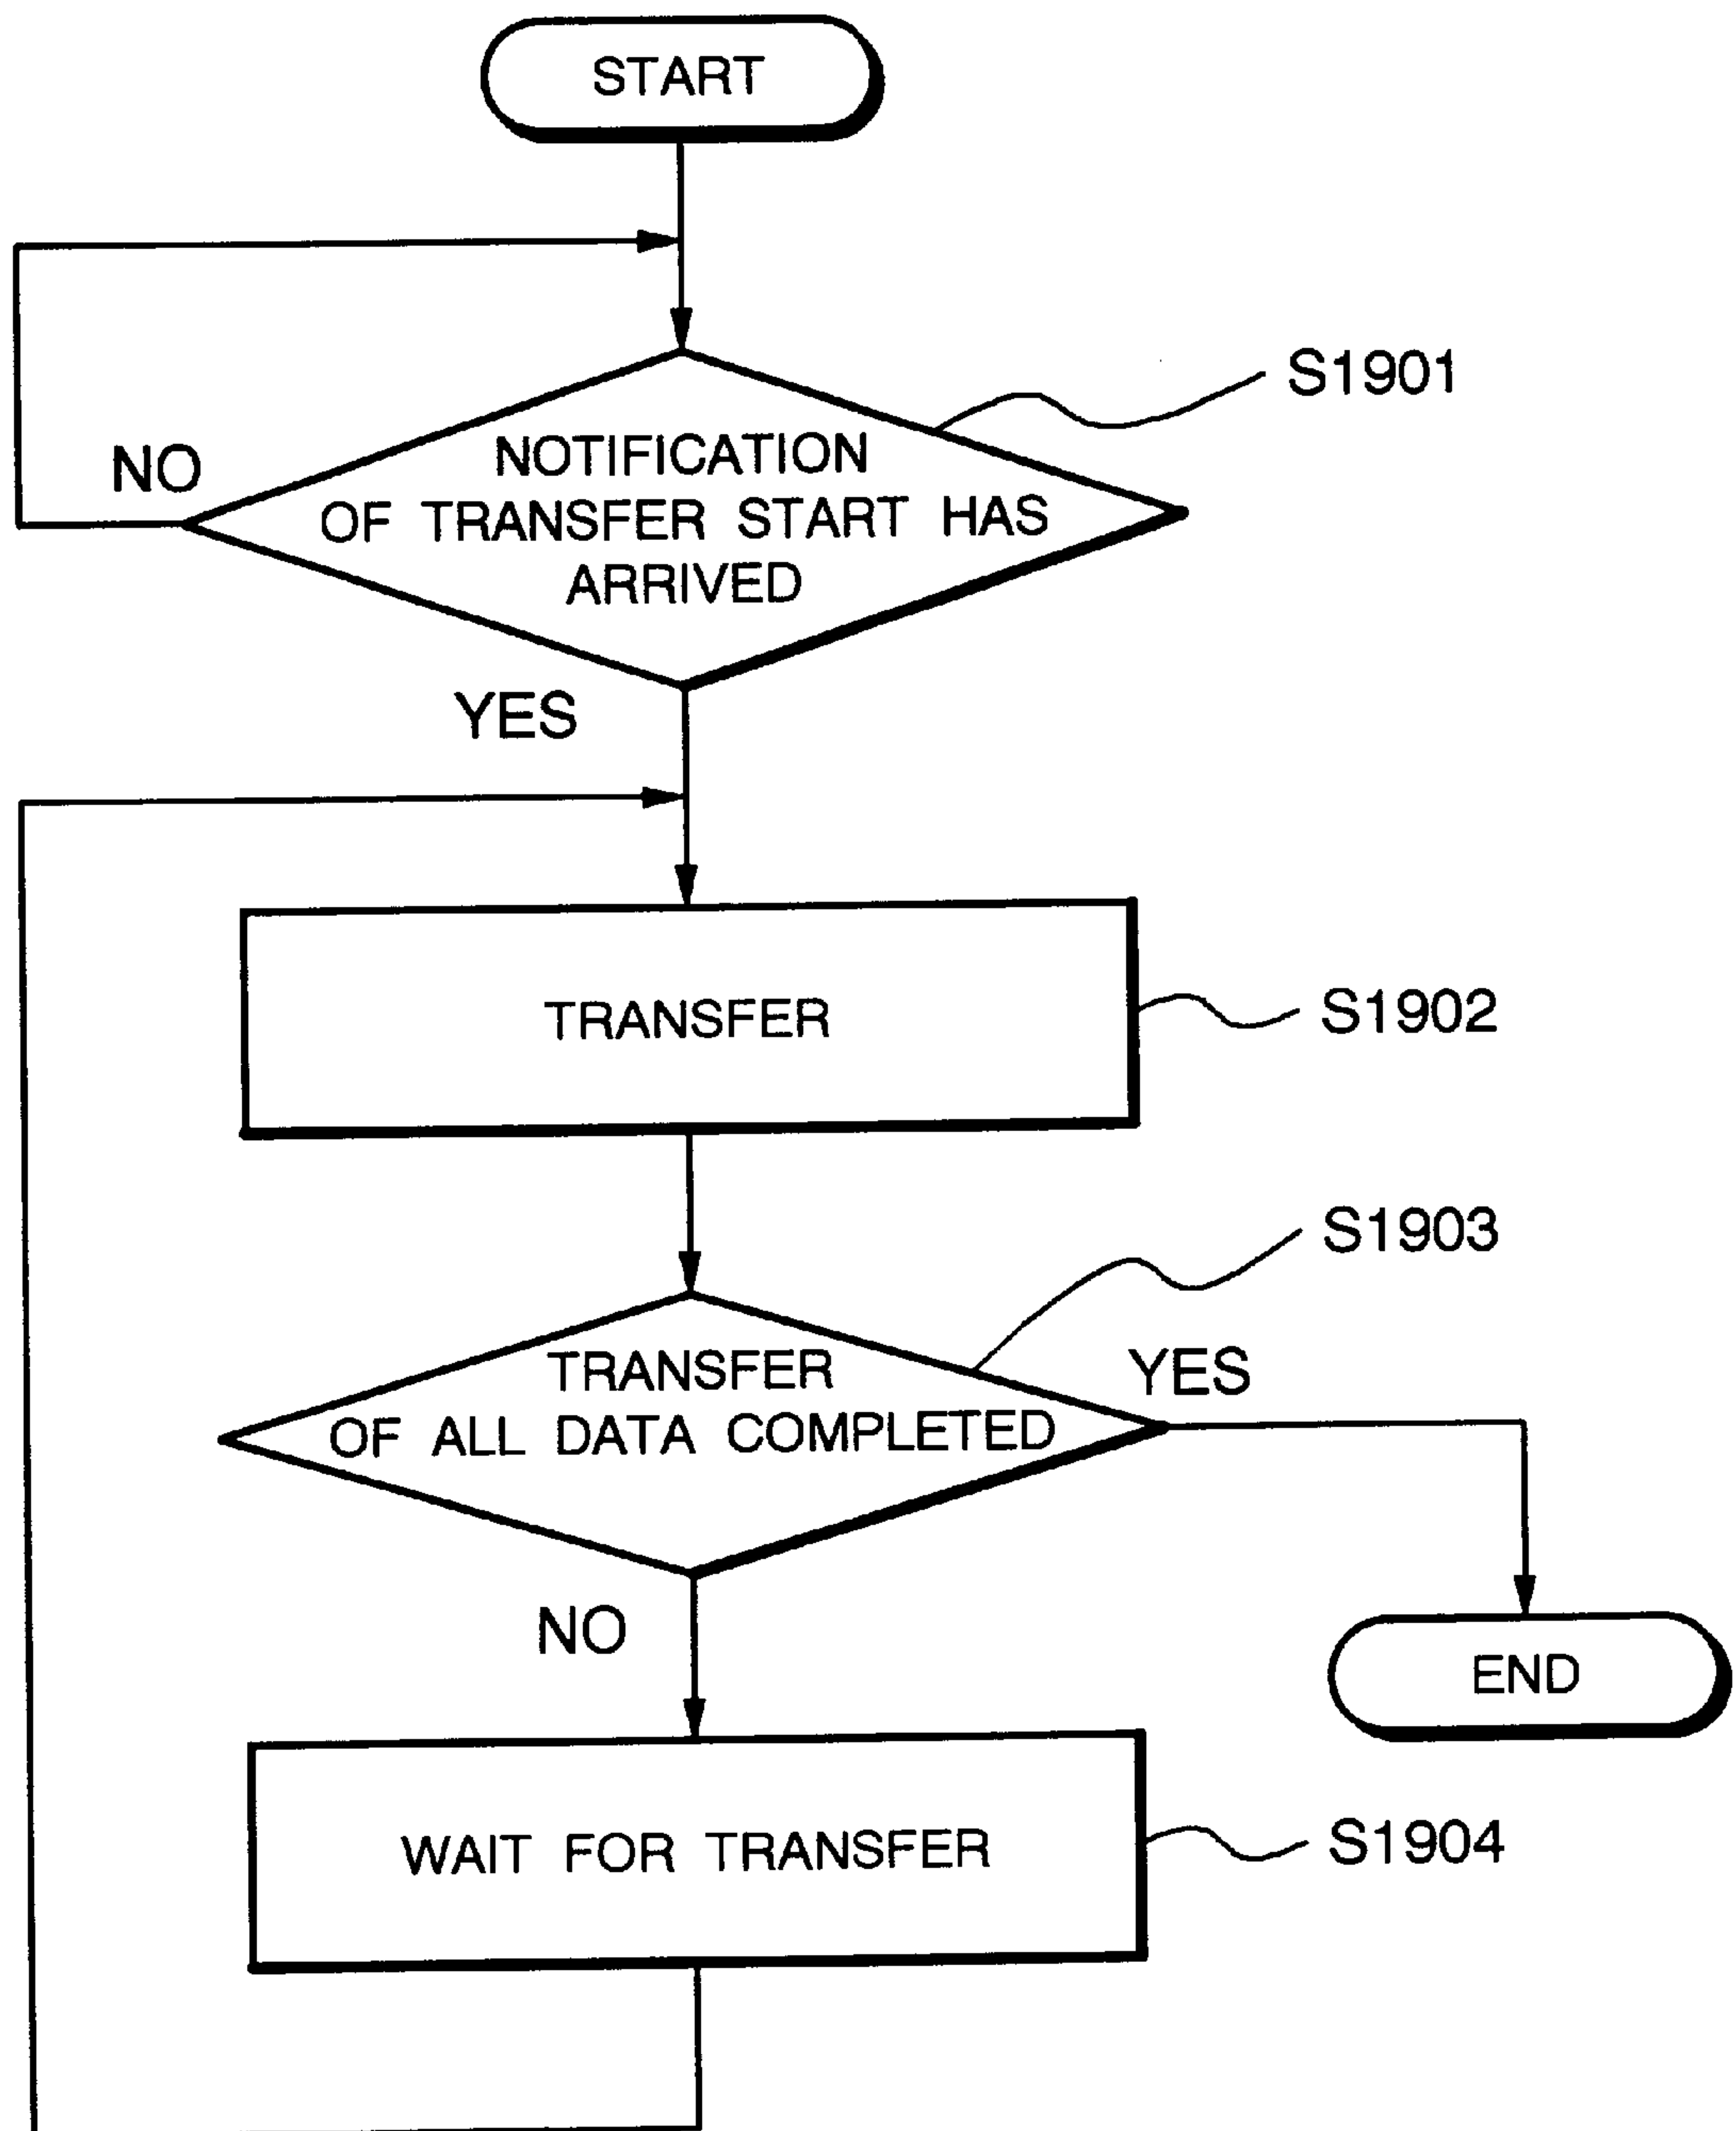 START
S1901
NOTIFICATION
OF TRANSFER START HAS
ARRIVED
NO
YES
TRANSFER
S1902
S1903
TRANSFER
OF ALL DATA COMPLETED
YES
NO
END
WAIT FOR TRANSFER
S1904